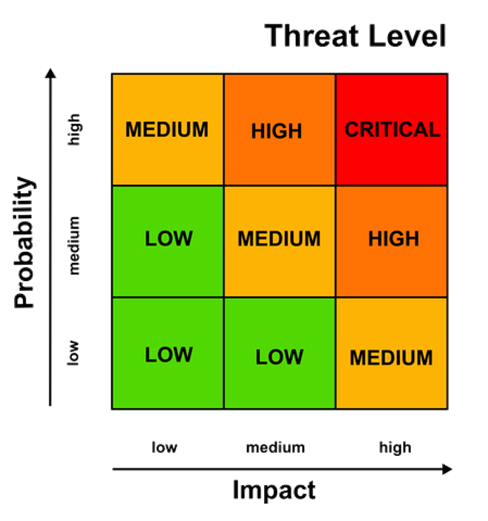 Threat Level
Probability
high
MEDIUM HIGH CRITICAL
medium
LOW MEDIUM HIGH
low
LOW LOW MEDIUM
low medium high
Impact